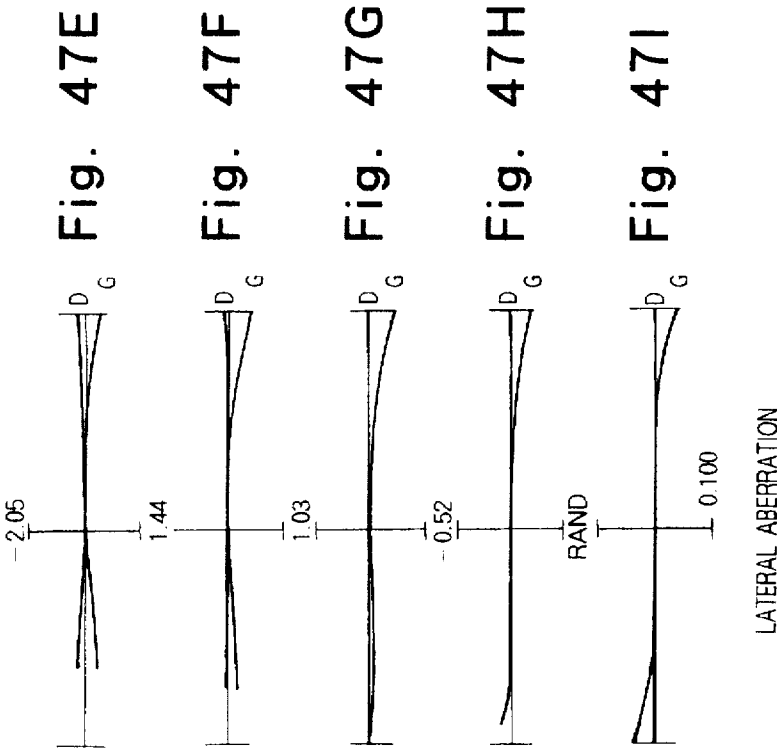 -2.05
D
G
Fig. 47E
1.44
D
G
Fig. 47F
1.03
D
G
Fig. 47G
-0.52
D
G
Fig. 47H
RAND
D
G
Fig. 47I
0.100
LATERAL ABERRATION